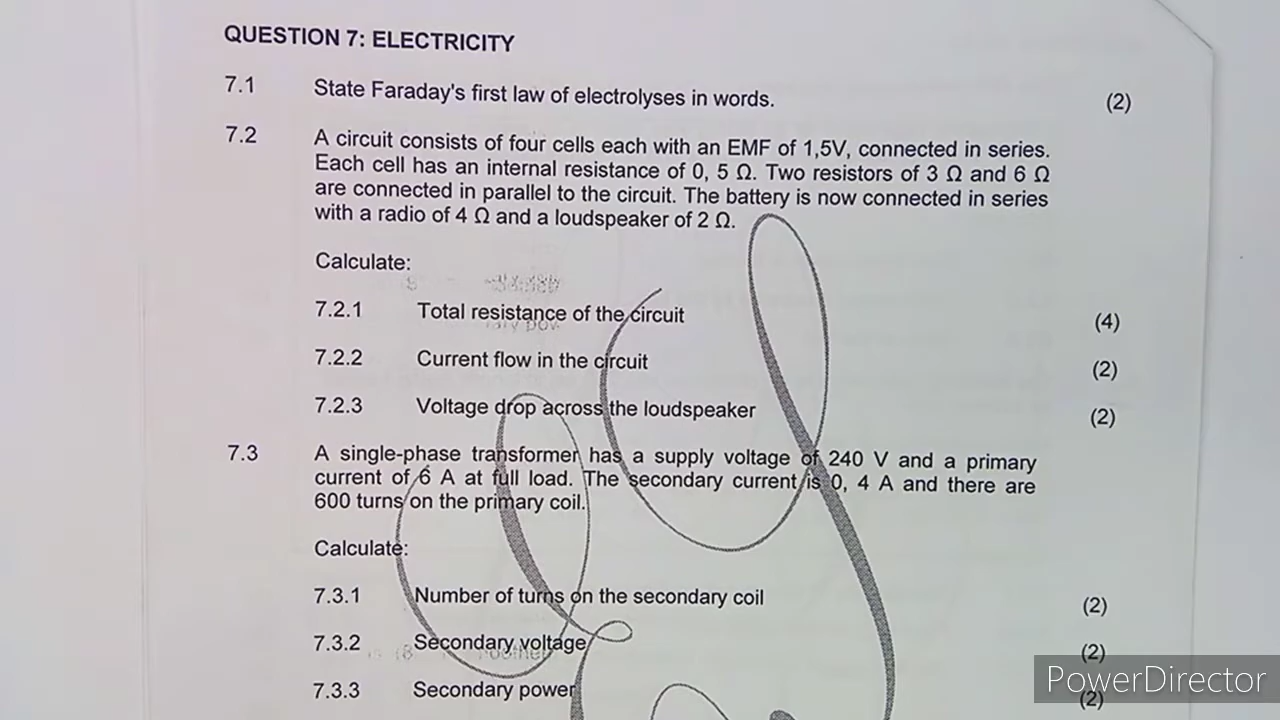 QUESTION 7: ELECTRICITY
7.1 State Faraday's first law of electrolyses in words. (2)
7.2 A circuit consists of four cells each with an EMF of 1,5V, connected in series.
Each cell has an internal resistance of 0, 5 Ω. Two resistors of 3 Ω and 6 Ω
are connected in parallel to the circuit. The battery is now connected in series
with a radio of 4 Ω and a loudspeaker of 2 Ω.
Calculate:
7.2.1 Total resistance of the circuit (4)
7.2.2 Current flow in the circuit (2)
7.2.3 Voltage drop across the loudspeaker (2)
7.3 A single-phase transformer has a supply voltage of 240 V and a primary
current of 6 A at full load. The secondary current is 0, 4 A and there are
600 turns on the primary coil.
Calculate:
7.3.1 Number of turns on the secondary coil (2)
7.3.2 Secondary voltage (2)
7.3.3 Secondary power (2)
PowerDirector